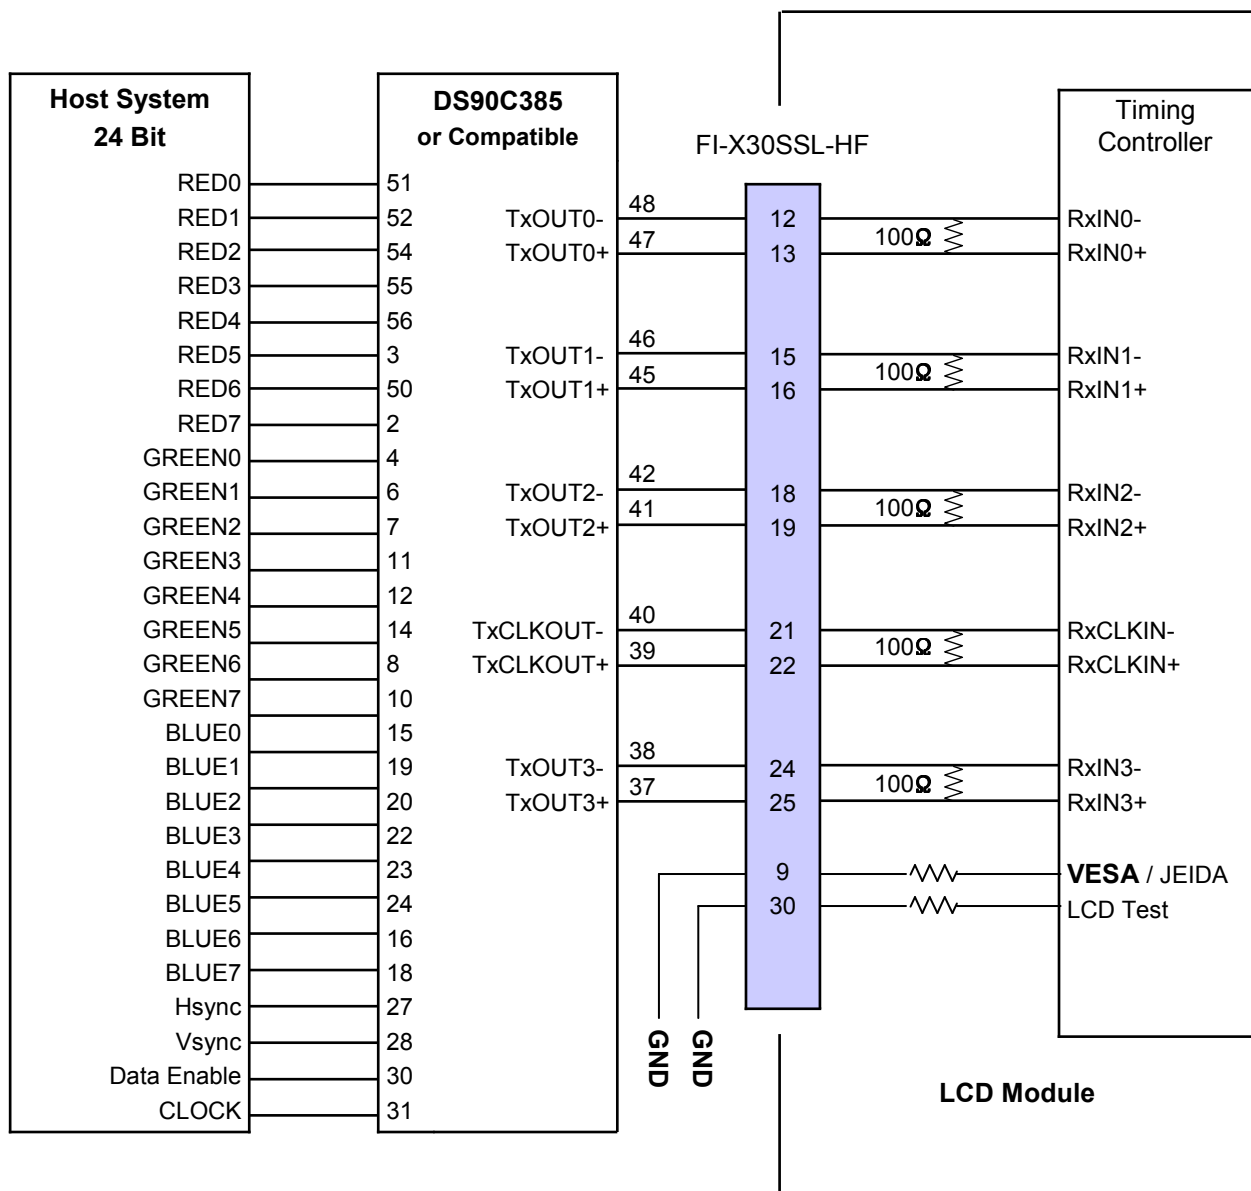 Host System
24 Bit
RED0
RED1
RED2
RED3
RED4
RED5
RED6
RED7
GREEN0
GREEN1
GREEN2
GREEN3
GREEN4
GREEN5
GREEN6
GREEN7
BLUE0
BLUE1
BLUE2
BLUE3
BLUE4
BLUE5
BLUE6
BLUE7
Hsync
Vsync
Data Enable
CLOCK
DS90C385
or Compatible
51
52
54
55
56
3
50
2
4
6
7
11
12
14
8
10
15
19
20
22
23
24
16
18
27
28
30
31
TxOUT0-
TxOUT0+
TxOUT1-
TxOUT1+
TxOUT2-
TxOUT2+
TxCLKOUT-
TxCLKOUT+
TxOUT3-
TxOUT3+
48
47
46
45
42
41
40
39
38
37
GND
GND
FI-X30SSL-HF
12
13
15
16
18
19
21
22
24
25
9
30
100Ω
100Ω
100Ω
100Ω
100Ω
Timing
Controller
RxIN0-
RxIN0+
RxIN1-
RxIN1+
RxIN2-
RxIN2+
RxCLKIN-
RxCLKIN+
RxIN3-
RxIN3+
VESA / JEIDA
LCD Test
LCD Module